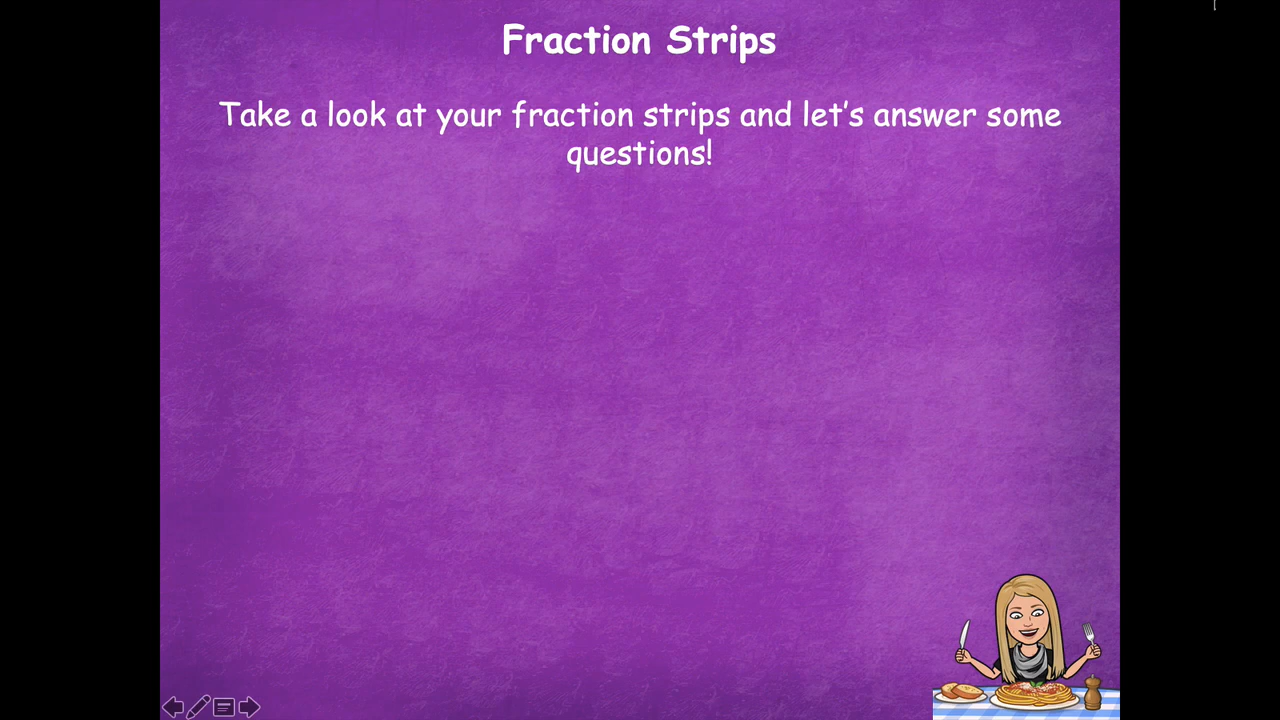 Fraction Strips
Take a look at your fraction strips and let’s answer some
questions!